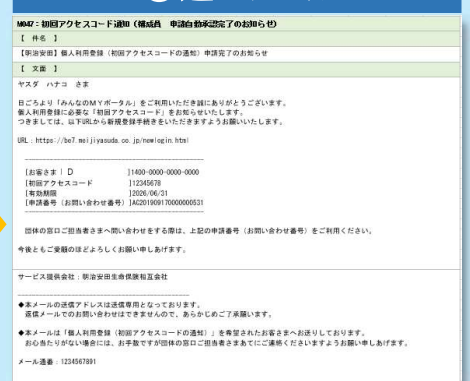 M047：初回アクセスコード通知（構成員　申請自動承認完了のお知らせ）
【　件名　】
【明治安田】個人利用登録（初回アクセスコードの通知）申請完了のお知らせ
【　文面　】
ヤスダ　ハナコ　さま
日ごろより「みんなのＭＹポータル」をご利用いただき誠にありがとうございます。
個人利用登録に必要な「初回アクセスコード」をお知らせいたします。
つきましては、以下URLから新規登録手続きをいただきますようお願いいたします。
URL：https://be7.meijiyasuda.co.jp/newlogin.html
[お客さまＩＤ　]1400-0000-0000-0000
[初回アクセスコード　]12345678
[有効期限　]2026/06/31
[申請番号（お問い合わせ番号）]AC201909170000000531
団体の窓口ご担当者さまへ問い合わせをする際は、上記の申請番号（お問い合わせ番号）をご利用ください。
今後ともご愛顧のほどよろしくお願い申しあげます。
サービス提供会社：明治安田生命保険相互会社
◆本メールの送信アドレスは送信専用となっております。
返信メールでのお問い合わせはできませんので、あらかじめご了承願います。
◆本メールは「個人利用登録（初回アクセスコードの通知）」を希望されたお客さまへお送りしております。
お心当たりがない場合には、お手数ですが団体の窓口ご担当者さまあてにご連絡くださいますようお願い申しあげます。
メール通番：1234567891